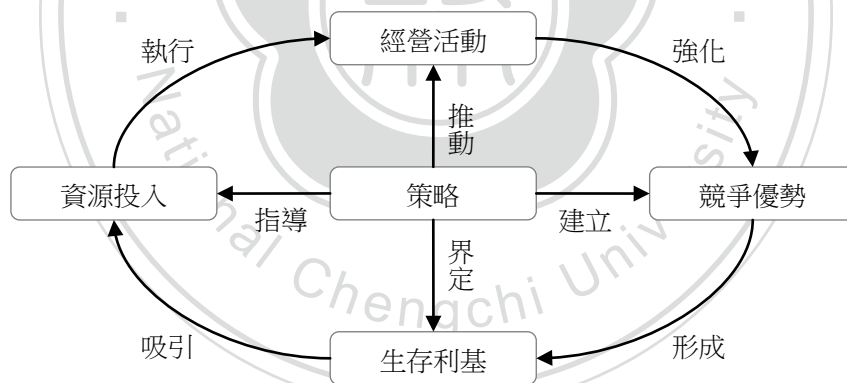 經營活動
執行
強化
推動
資源投入
策略
競爭優勢
指導
建立
界定
吸引
形成
生存利基
National Chengchi University